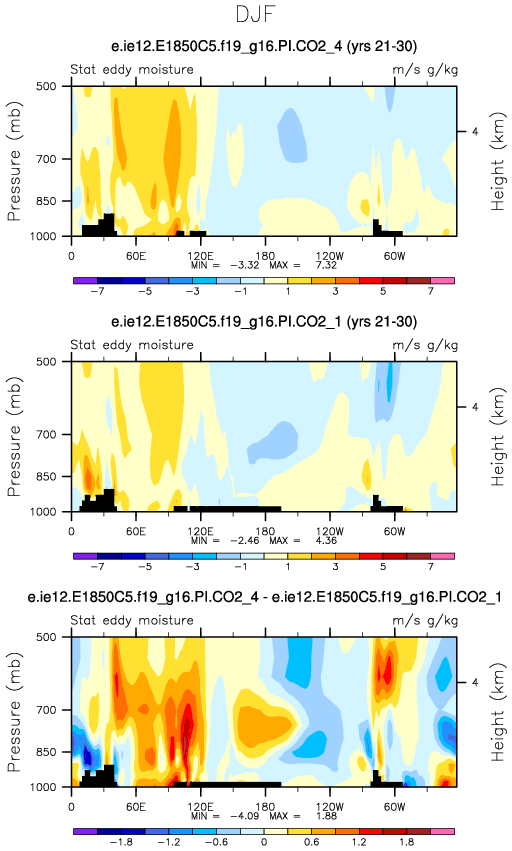 DJF
e.ie12.E1850C5.f19_g16.PI.CO2_4 (yrs 21-30)
Stat eddy moisture m/s g/kg
500
700
850
1000
Pressure (mb)
4
Height (km)
0 60E 120E 180 120W 60W
MIN = -3.32 MAX = 7.32
-7 -5 -3 -1 1 3 5 7
e.ie12.E1850C5.f19_g16.PI.CO2_1 (yrs 21-30)
Stat eddy moisture m/s g/kg
500
700
850
1000
Pressure (mb)
4
Height (km)
0 60E 120E 180 120W 60W
MIN = -2.46 MAX = 4.36
-7 -5 -3 -1 1 3 5 7
e.ie12.E1850C5.f19_g16.PI.CO2_4 - e.ie12.E1850C5.f19_g16.PI.CO2_1
Stat eddy moisture m/s g/kg
500
700
850
1000
Pressure (mb)
4
Height (km)
0 60E 120E 180 120W 60W
MIN = -4.09 MAX = 1.88
-1.8 -1.2 -0.6 0 0.6 1.2 1.8